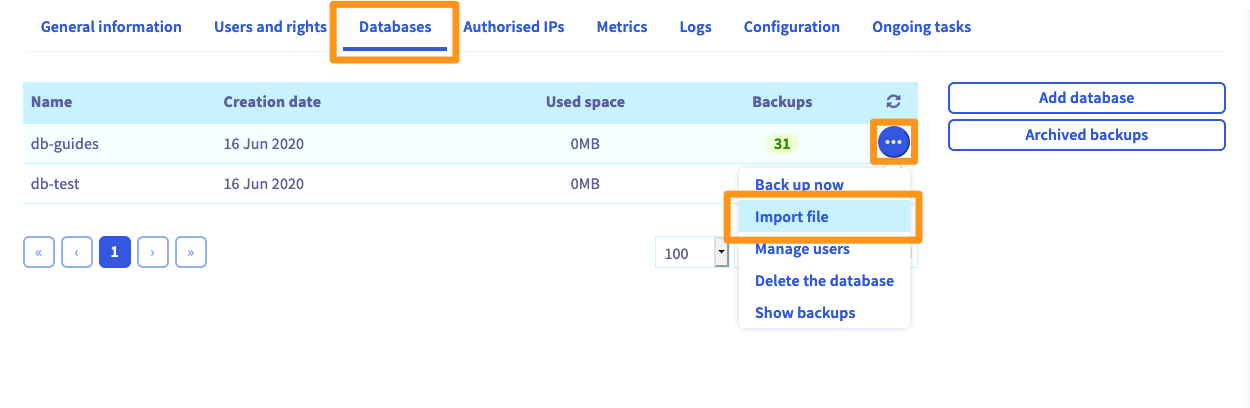 General information Users and rights Databases Authorised IPs Metrics Logs Configuration Ongoing tasks
Name Creation date Used space Backups
Add database
db-guides 16 Jun 2020 0MB 31 •••
Archived backups
db-test 16 Jun 2020 0MB
Back up now
Import file
Manage users
Delete the database
Show backups
« ‹ 1 › »
100